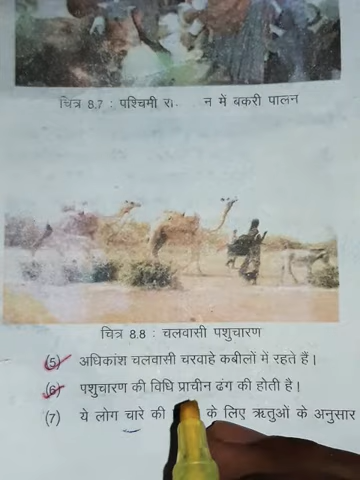 चित्र 8.7 : पश्चिमी रा. न में बकरी पालन
चित्र 8.8 : चलवासी पशुचारण
(5) अधिकांश चलवासी चरवाहे कबीलों में रहते हैं।
(6) पशुचारण की विधि प्राचीन ढंग की होती है।
(7) ये लोग चारे की के लिए ऋतुओं के अनुसार